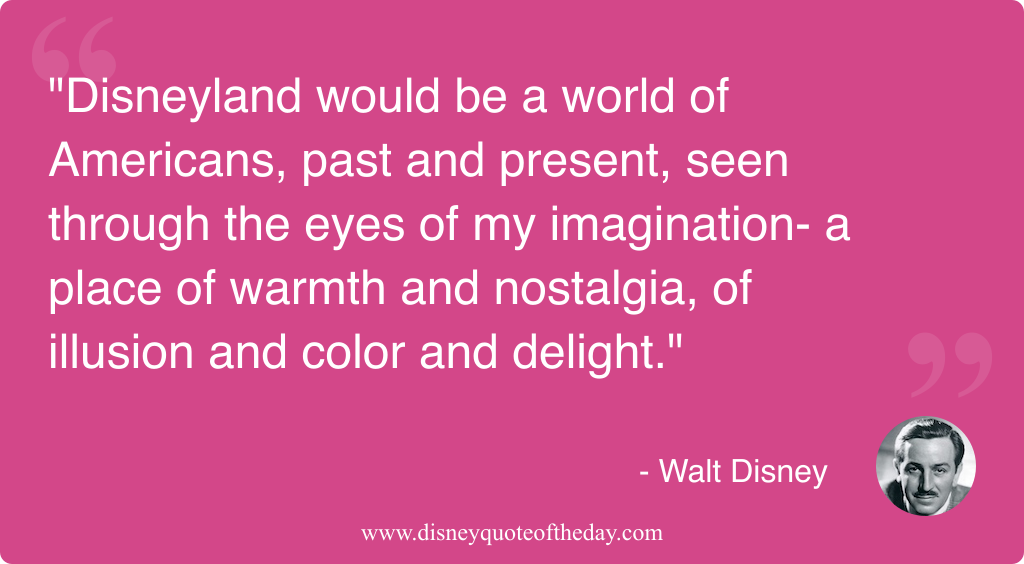 "Disneyland would be a world of
Americans, past and present, seen
through the eyes of my imagination- a
place of warmth and nostalgia, of
illusion and color and delight."
- Walt Disney
www.disneyquoteoftheday.com